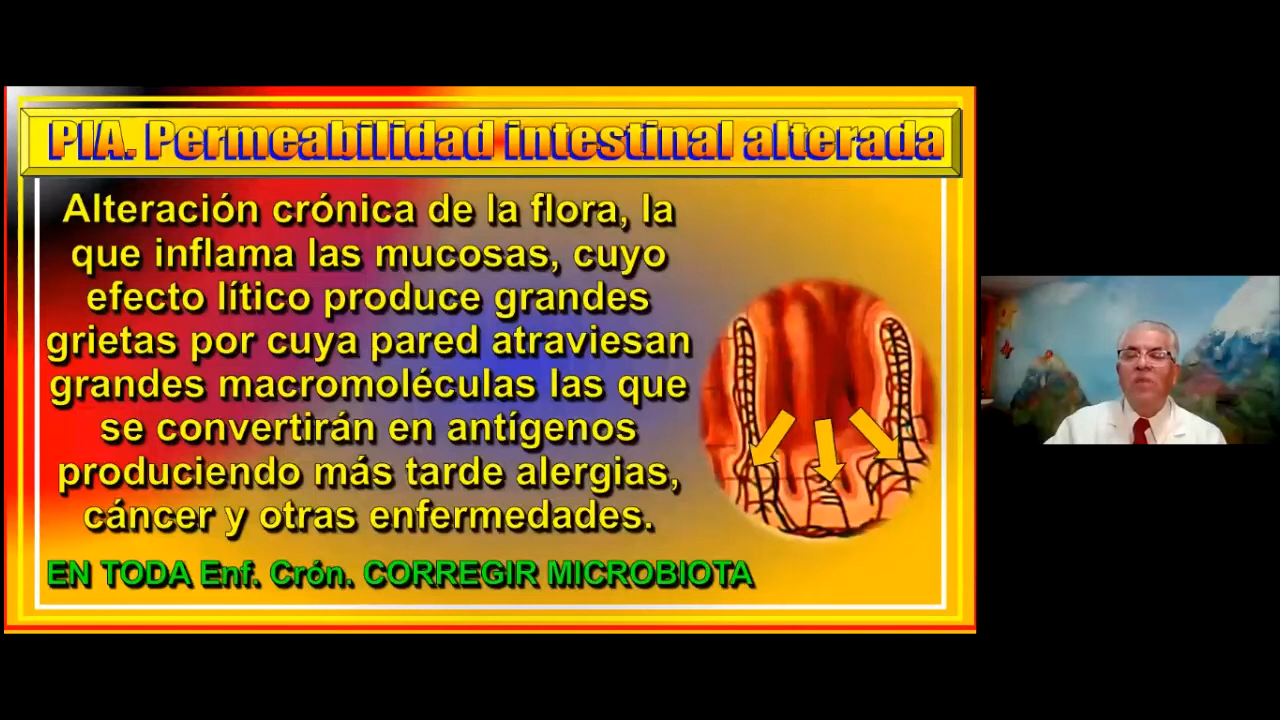 PIA. Permeabilidad intestinal alterada
Alteración crónica de la flora, la
que inflama las mucosas, cuyo
efecto lítico produce grandes
grietas por cuya pared atraviesan
grandes macromoléculas las que
se convertirán en antígenos
produciendo más tarde alergias,
cáncer y otras enfermedades.
EN TODA Enf. Crón. CORREGIR MICROBIOTA